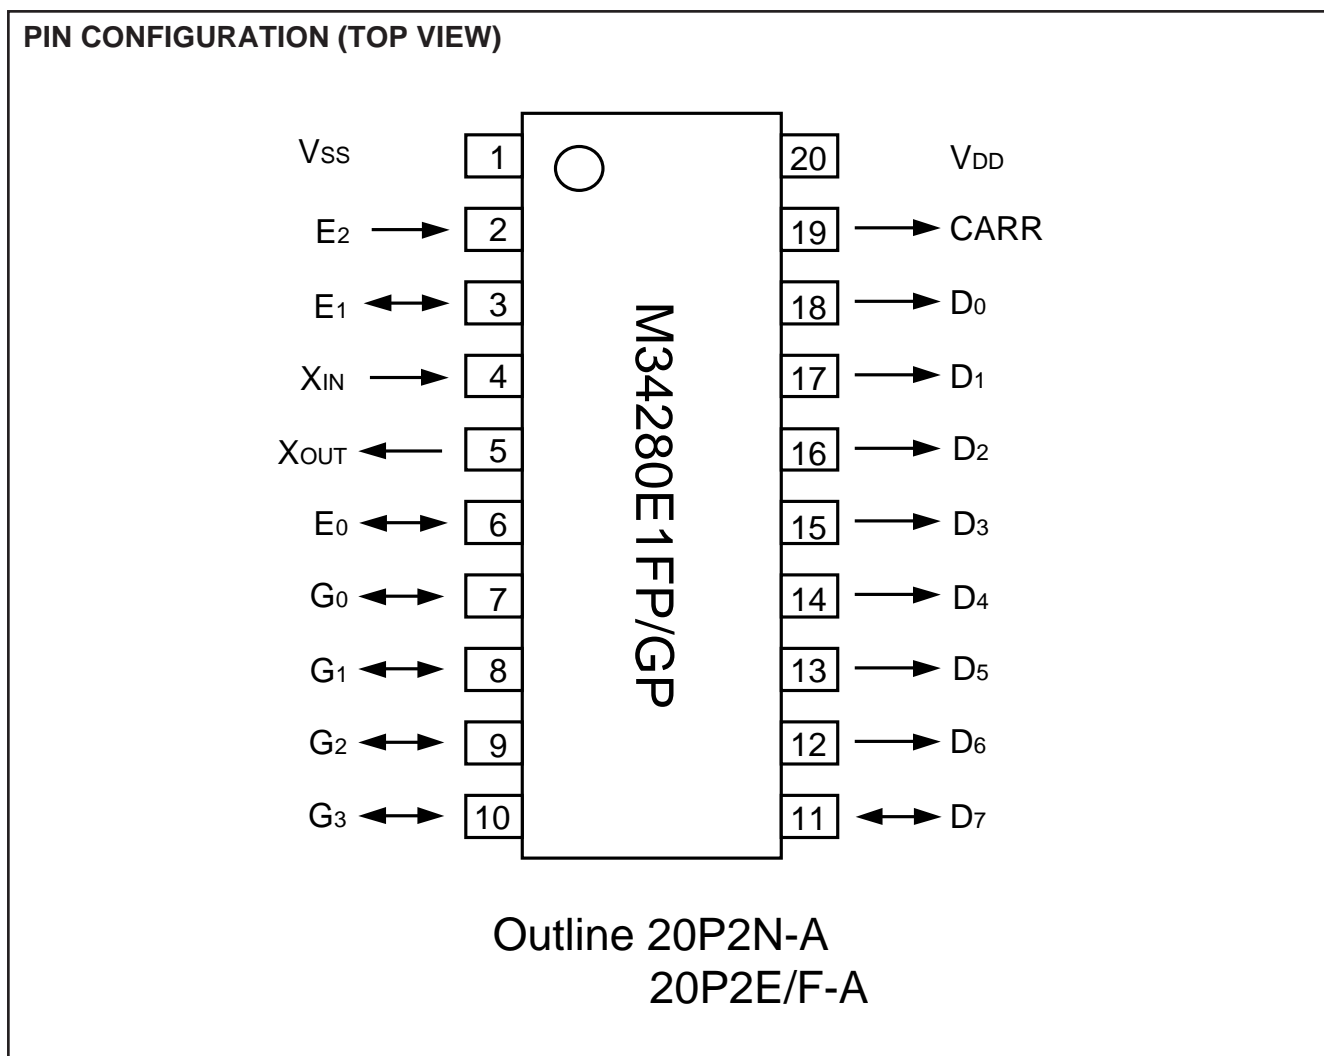 PIN CONFIGURATION (TOP VIEW)
VSS 1 20 VDD
E2 2 19 CARR
E1 3 18 D0
XIN 4 17 D1
XOUT 5 16 D2
E0 6 15 D3
G0 7 14 D4
G1 8 13 D5
G2 9 12 D6
G3 10 11 D7
M34280E1FP/GP
Outline 20P2N-A
20P2E/F-A